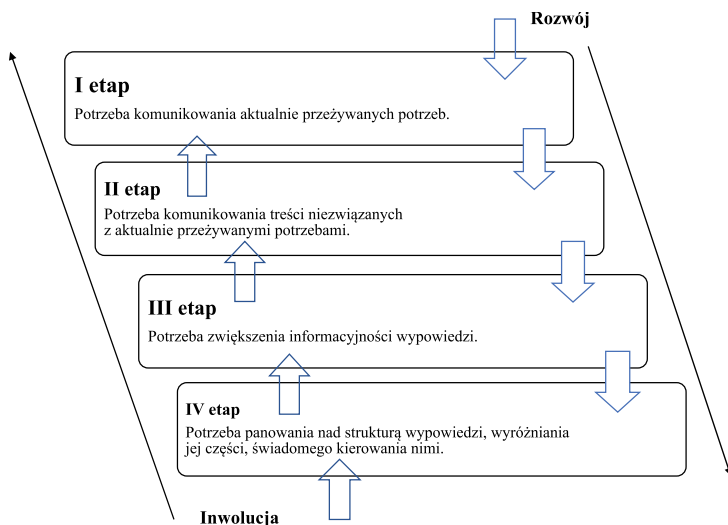 Rozwój
I etap
Potrzeba komunikowania aktualnie przeżywanych potrzeb.
II etap
Potrzeba komunikowania treści niezwiązanych
z aktualnie przeżywanymi potrzebami.
III etap
Potrzeba zwiększenia informacyjności wypowiedzi.
IV etap
Potrzeba panowania nad strukturą wypowiedzi, wyróżniania
jej części, świadomego kierowania nimi.
Inwolucja